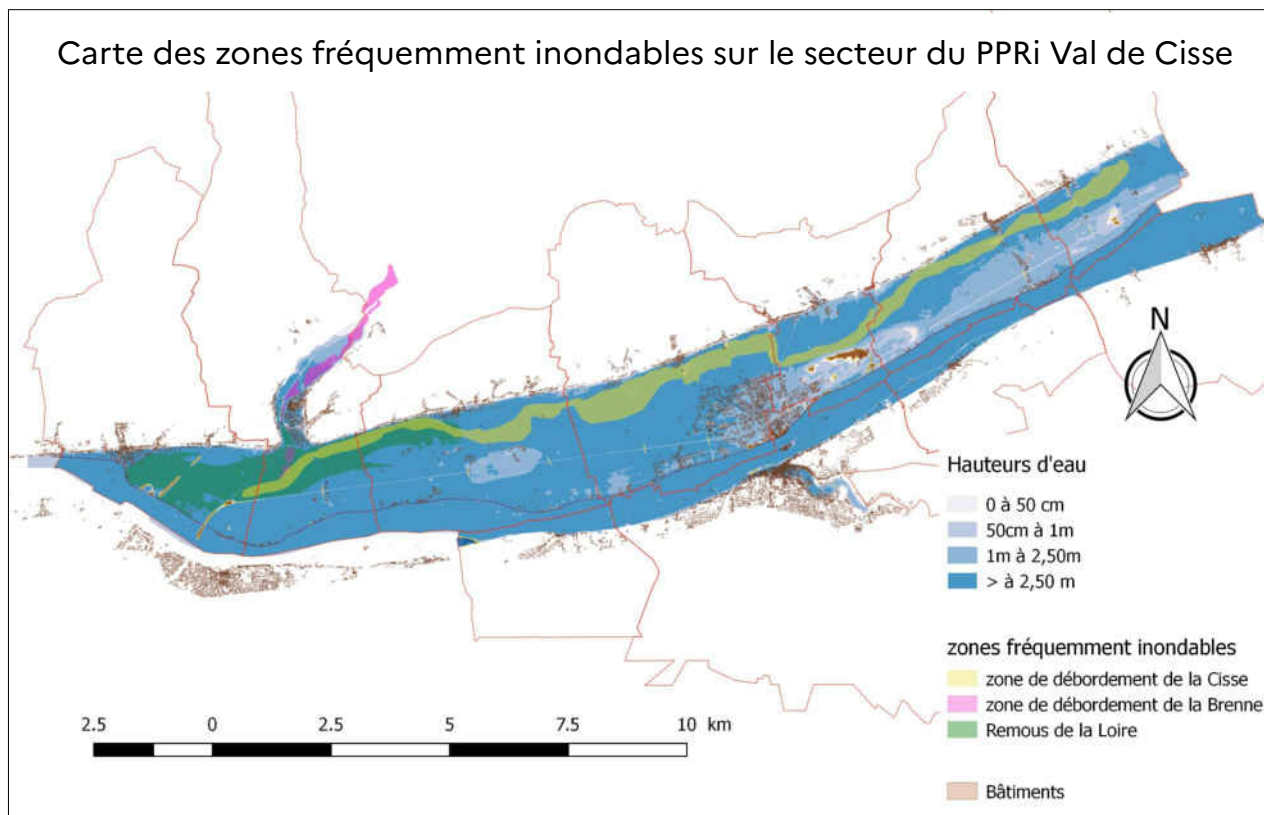 Carte des zones fréquemment inondables sur le secteur du PPRi Val de Cisse
N
Hauteurs d'eau
0 à 50 cm
50cm à 1m
1m à 2,50m
> à 2,50 m
zones fréquemment inondables
zone de débordement de la Cisse
zone de débordement de la Brenne
Remous de la Loire
Bâtiments
2.5 0 2.5 5 7.5 10 km